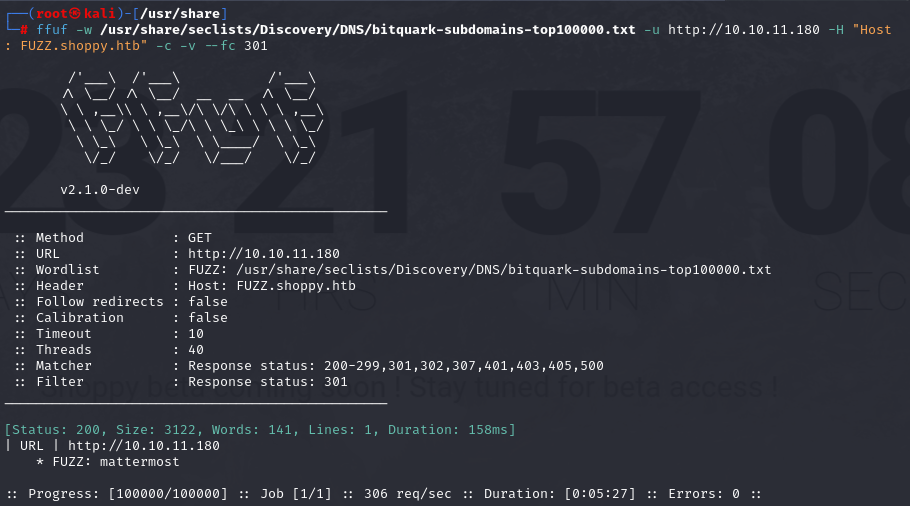 ┌──(root㉿kali)-[/usr/share]
└─# ffuf -w /usr/share/seclists/Discovery/DNS/bitquark-subdomains-top100000.txt -u http://10.10.11.180 -H "Host
: FUZZ.shoppy.htb" -c -v --fc 301
        /'___\  /'___\           /'___\
       /\ \__/ /\ \__/  __  __  /\ \__/
       \ \ ,__\\ \ ,__\/\ \/\ \ \ \ ,__\
        \ \ \_/ \ \ \_/\ \ \_\ \ \ \ \_/
         \ \_\   \ \_\  \ \____/  \ \_\
          \/_/    \/_/   \/___/    \/_/
       v2.1.0-dev
________________________________________________
 :: Method           : GET
 :: URL              : http://10.10.11.180
 :: Wordlist         : FUZZ: /usr/share/seclists/Discovery/DNS/bitquark-subdomains-top100000.txt
 :: Header           : Host: FUZZ.shoppy.htb
 :: Follow redirects : false
 :: Calibration      : false
 :: Timeout          : 10
 :: Threads          : 40
 :: Matcher          : Response status: 200-299,301,302,307,401,403,405,500
 :: Filter           : Response status: 301
________________________________________________
[Status: 200, Size: 3122, Words: 141, Lines: 1, Duration: 158ms]
| URL | http://10.10.11.180
    * FUZZ: mattermost
:: Progress: [100000/100000] :: Job [1/1] :: 306 req/sec :: Duration: [0:05:27] :: Errors: 0 ::
23 21 57 08
HRS MIN SEC
Shoppy beta coming soon ! Stay tuned for beta access !